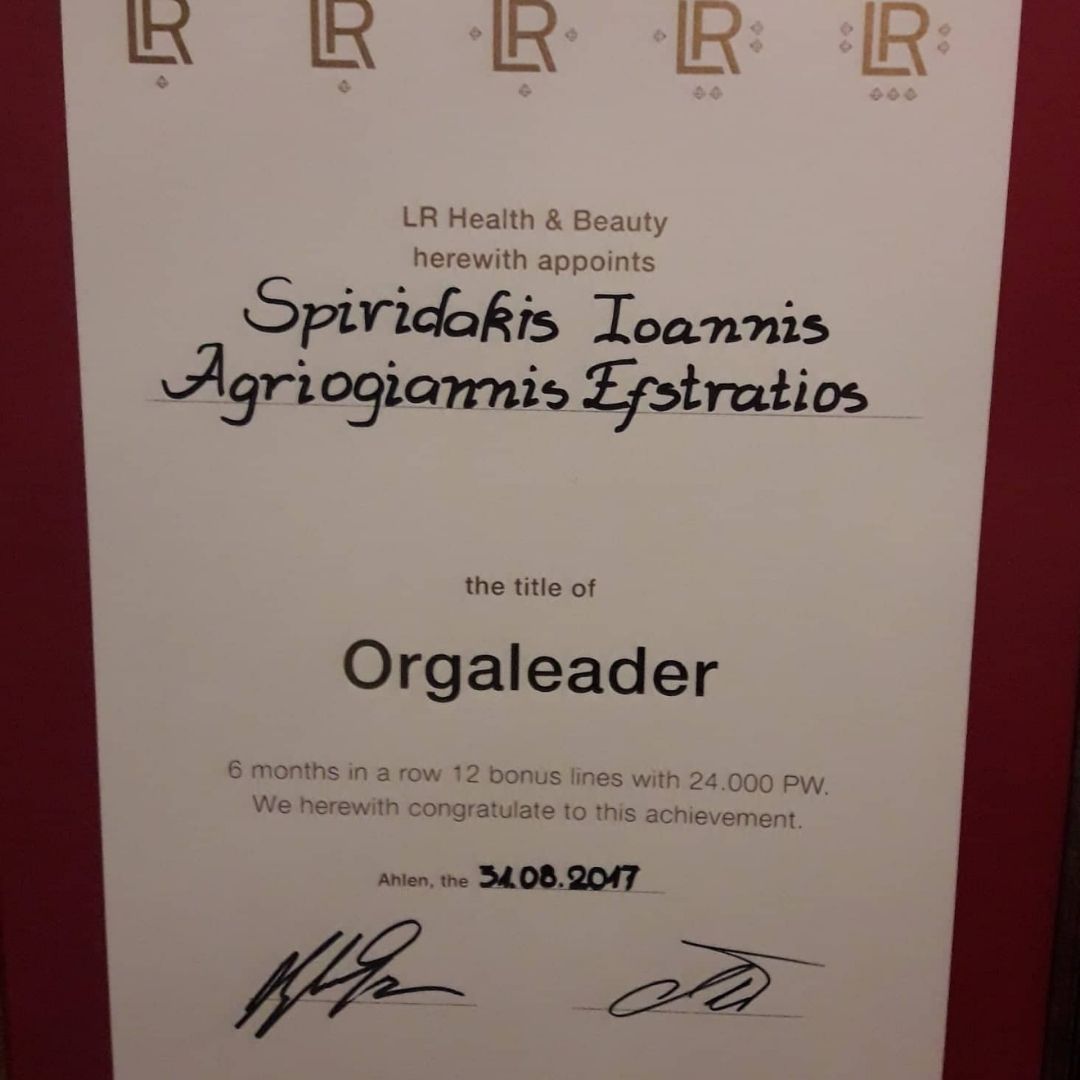 LR LR LR LR LR
LR Health & Beauty
herewith appoints
Spiridakis Ioannis
Agriogiannis Efstratios
the title of
Orgaleader
6 months in a row 12 bonus lines with 24.000 PW.
We herewith congratulate to this achievement.
Ahlen, the 31.08.2017